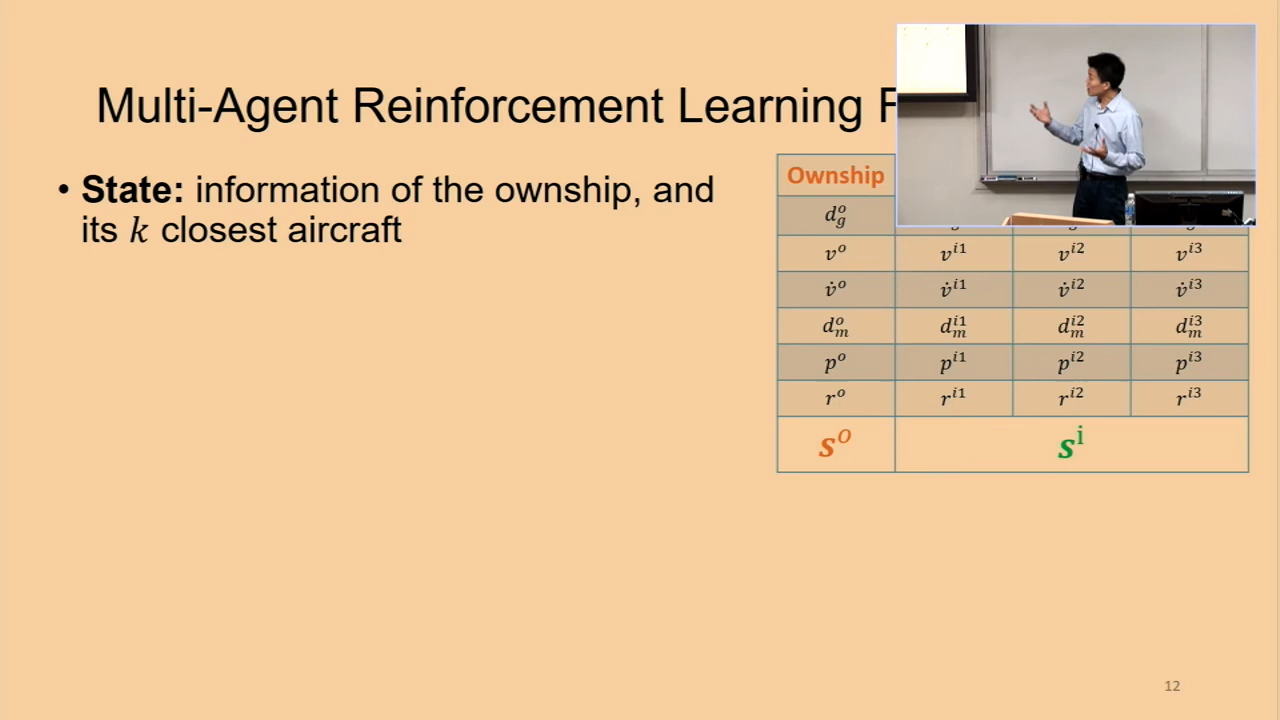 Multi-Agent Reinforcement Learning
• State: information of the ownship, and
its k closest aircraft
Ownship
d_g^o
v^o v^{i1} v^{i2} v^{i3}
v̇^o v̇^{i1} v̇^{i2} v̇^{i3}
d_m^o d_m^{i1} d_m^{i2} d_m^{i3}
p^o p^{i1} p^{i2} p^{i3}
r^o r^{i1} r^{i2} r^{i3}
s^o s^i
12